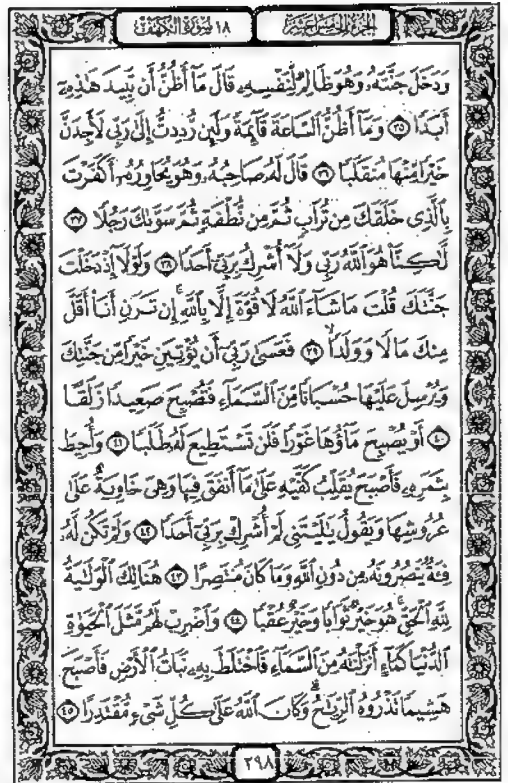 الجزء الخامس عشر ١٨ سورة الكهف
وَدَخَلَ جَنَّتَهُۥ وَهُوَ ظَالِمٌ لِّنَفْسِهِۦ قَالَ مَآ أَظُنُّ أَن تَبِيدَ هَٰذِهِۦٓ
أَبَدًا ٣٥ وَمَآ أَظُنُّ ٱلسَّاعَةَ قَآئِمَةً وَلَئِن رُّدِدتُّ إِلَىٰ رَبِّى لَأَجِدَنَّ
خَيْرًا مِّنْهَا مُنقَلَبًا ٣٦ قَالَ لَهُۥ صَاحِبُهُۥ وَهُوَ يُحَاوِرُهُۥٓ أَكَفَرْتَ
بِٱلَّذِى خَلَقَكَ مِن تُرَابٍ ثُمَّ مِن نُّطْفَةٍ ثُمَّ سَوَّىٰكَ رَجُلًا ٣٧
لَّٰكِنَّا۠ هُوَ ٱللَّهُ رَبِّى وَلَآ أُشْرِكُ بِرَبِّىٓ أَحَدًا ٣٨ وَلَوْلَآ إِذْ دَخَلْتَ
جَنَّتَكَ قُلْتَ مَا شَآءَ ٱللَّهُ لَا قُوَّةَ إِلَّا بِٱللَّهِ إِن تَرَنِ أَنَا۠ أَقَلَّ
مِنكَ مَالًا وَوَلَدًا ٣٩ فَعَسَىٰ رَبِّىٓ أَن يُؤْتِيَنِ خَيْرًا مِّن جَنَّتِكَ
وَيُرْسِلَ عَلَيْهَا حُسْبَانًا مِّنَ ٱلسَّمَآءِ فَتُصْبِحَ صَعِيدًا زَلَقًا
٤٠ أَوْ يُصْبِحَ مَآؤُهَا غَوْرًا فَلَن تَسْتَطِيعَ لَهُۥ طَلَبًا ٤١ وَأُحِيطَ
بِثَمَرِهِۦ فَأَصْبَحَ يُقَلِّبُ كَفَّيْهِ عَلَىٰ مَآ أَنفَقَ فِيهَا وَهِىَ خَاوِيَةٌ عَلَىٰ
عُرُوشِهَا وَيَقُولُ يَٰلَيْتَنِى لَمْ أُشْرِكْ بِرَبِّىٓ أَحَدًا ٤٢ وَلَمْ تَكُن لَّهُۥ
فِئَةٌ يَنصُرُونَهُۥ مِن دُونِ ٱللَّهِ وَمَا كَانَ مُنتَصِرًا ٤٣ هُنَالِكَ ٱلْوَلَٰيَةُ
لِلَّهِ ٱلْحَقِّ هُوَ خَيْرٌ ثَوَابًا وَخَيْرٌ عُقْبًا ٤٤ وَٱضْرِبْ لَهُم مَّثَلَ ٱلْحَيَوٰةِ
ٱلدُّنْيَا كَمَآءٍ أَنزَلْنَٰهُ مِنَ ٱلسَّمَآءِ فَٱخْتَلَطَ بِهِۦ نَبَاتُ ٱلْأَرْضِ فَأَصْبَحَ
هَشِيمًا تَذْرُوهُ ٱلرِّيَٰحُ وَكَانَ ٱللَّهُ عَلَىٰ كُلِّ شَىْءٍ مُّقْتَدِرًا ٤٥
٢٩٨